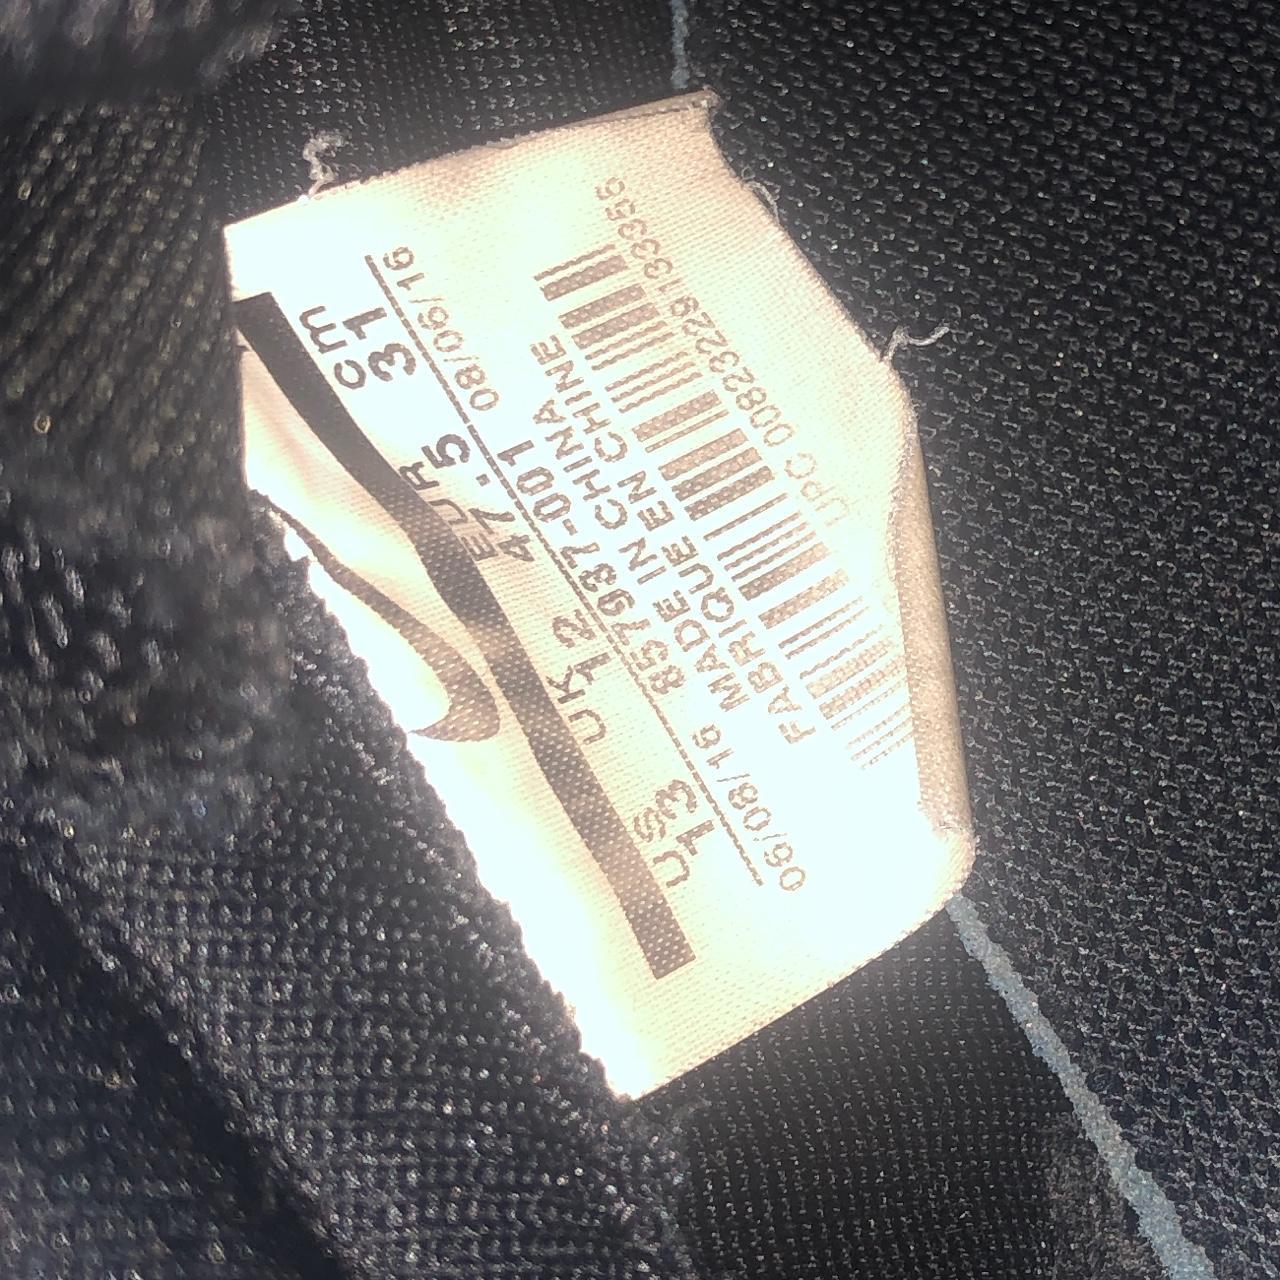 US UK EUR cm
13 12 47.5 31
06/08/16 857937-001 08/06/16
MADE IN CHINA
FABRIQUE EN CHINE
UPC 00823229133356